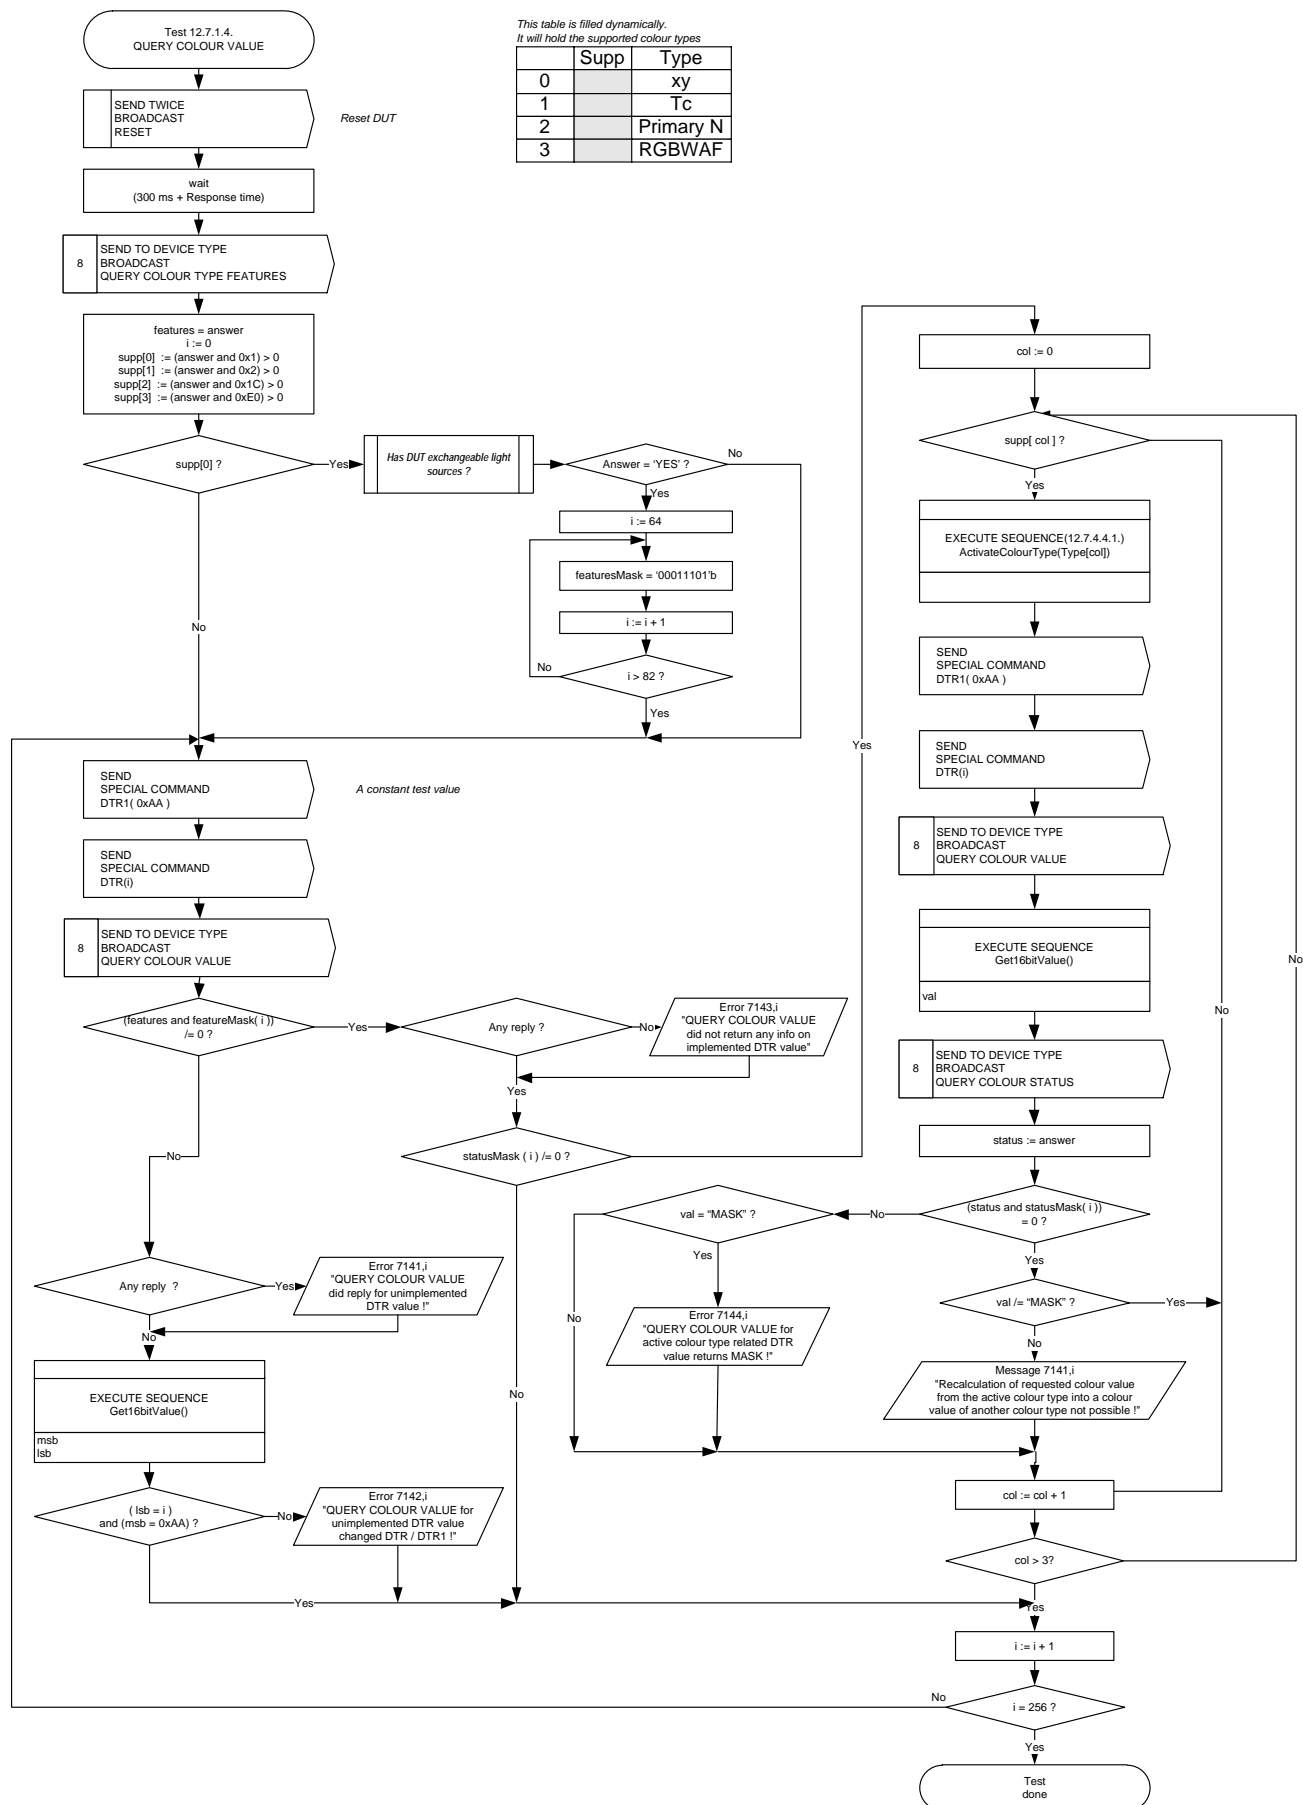 Test 12.7.1.4.
QUERY COLOUR VALUE
This table is filled dynamically.
It will hold the supported colour types
Supp Type
0 xy
1 Tc
2 Primary N
3 RGBWAF
SEND TWICE
BROADCAST
RESET
Reset DUT
wait
(300 ms + Response time)
8
SEND TO DEVICE TYPE
BROADCAST
QUERY COLOUR TYPE FEATURES
features = answer
i := 0
supp[0] := (answer and 0x1) > 0
supp[1] := (answer and 0x2) > 0
supp[2] := (answer and 0x1C) > 0
supp[3] := (answer and 0xE0) > 0
supp[0] ?
Yes
No
Has DUT exchangeable light
sources ?
Answer = 'YES' ?
No
Yes
i := 64
featuresMask = '00011101'b
i := i + 1
i > 82 ?
No
Yes
SEND
SPECIAL COMMAND
DTR1( 0xAA )
A constant test value
SEND
SPECIAL COMMAND
DTR(i)
8
SEND TO DEVICE TYPE
BROADCAST
QUERY COLOUR VALUE
(features and featureMask( i ))
/= 0 ?
Yes
No
Any reply ?
No
Yes
Error 7143,i
"QUERY COLOUR VALUE
did not return any info on
implemented DTR value"
statusMask ( i ) /= 0 ?
Yes
No
Any reply ?
Yes
No
Error 7141,i
"QUERY COLOUR VALUE
did reply for unimplemented
DTR value !"
EXECUTE SEQUENCE
Get16bitValue()
msb
lsb
( lsb = i )
and (msb = 0xAA) ?
No
Yes
Error 7142,i
"QUERY COLOUR VALUE for
unimplemented DTR value
changed DTR / DTR1 !"
col := 0
supp[ col ] ?
Yes
No
EXECUTE SEQUENCE(12.7.4.4.1.)
ActivateColourType(Type[col])
SEND
SPECIAL COMMAND
DTR1( 0xAA )
SEND
SPECIAL COMMAND
DTR(i)
8
SEND TO DEVICE TYPE
BROADCAST
QUERY COLOUR VALUE
EXECUTE SEQUENCE
Get16bitValue()
val
8
SEND TO DEVICE TYPE
BROADCAST
QUERY COLOUR STATUS
status := answer
(status and statusMask( i ))
= 0 ?
No
Yes
val = “MASK” ?
Yes
No
Error 7144,i
"QUERY COLOUR VALUE for
active colour type related DTR
value returns MASK !"
val /= “MASK” ?
Yes
No
Message 7141,i
"Recalculation of requested colour value
from the active colour type into a colour
value of another colour type not possible !"
col := col + 1
col > 3?
No
Yes
i := i + 1
i = 256 ?
No
Yes
Test
done